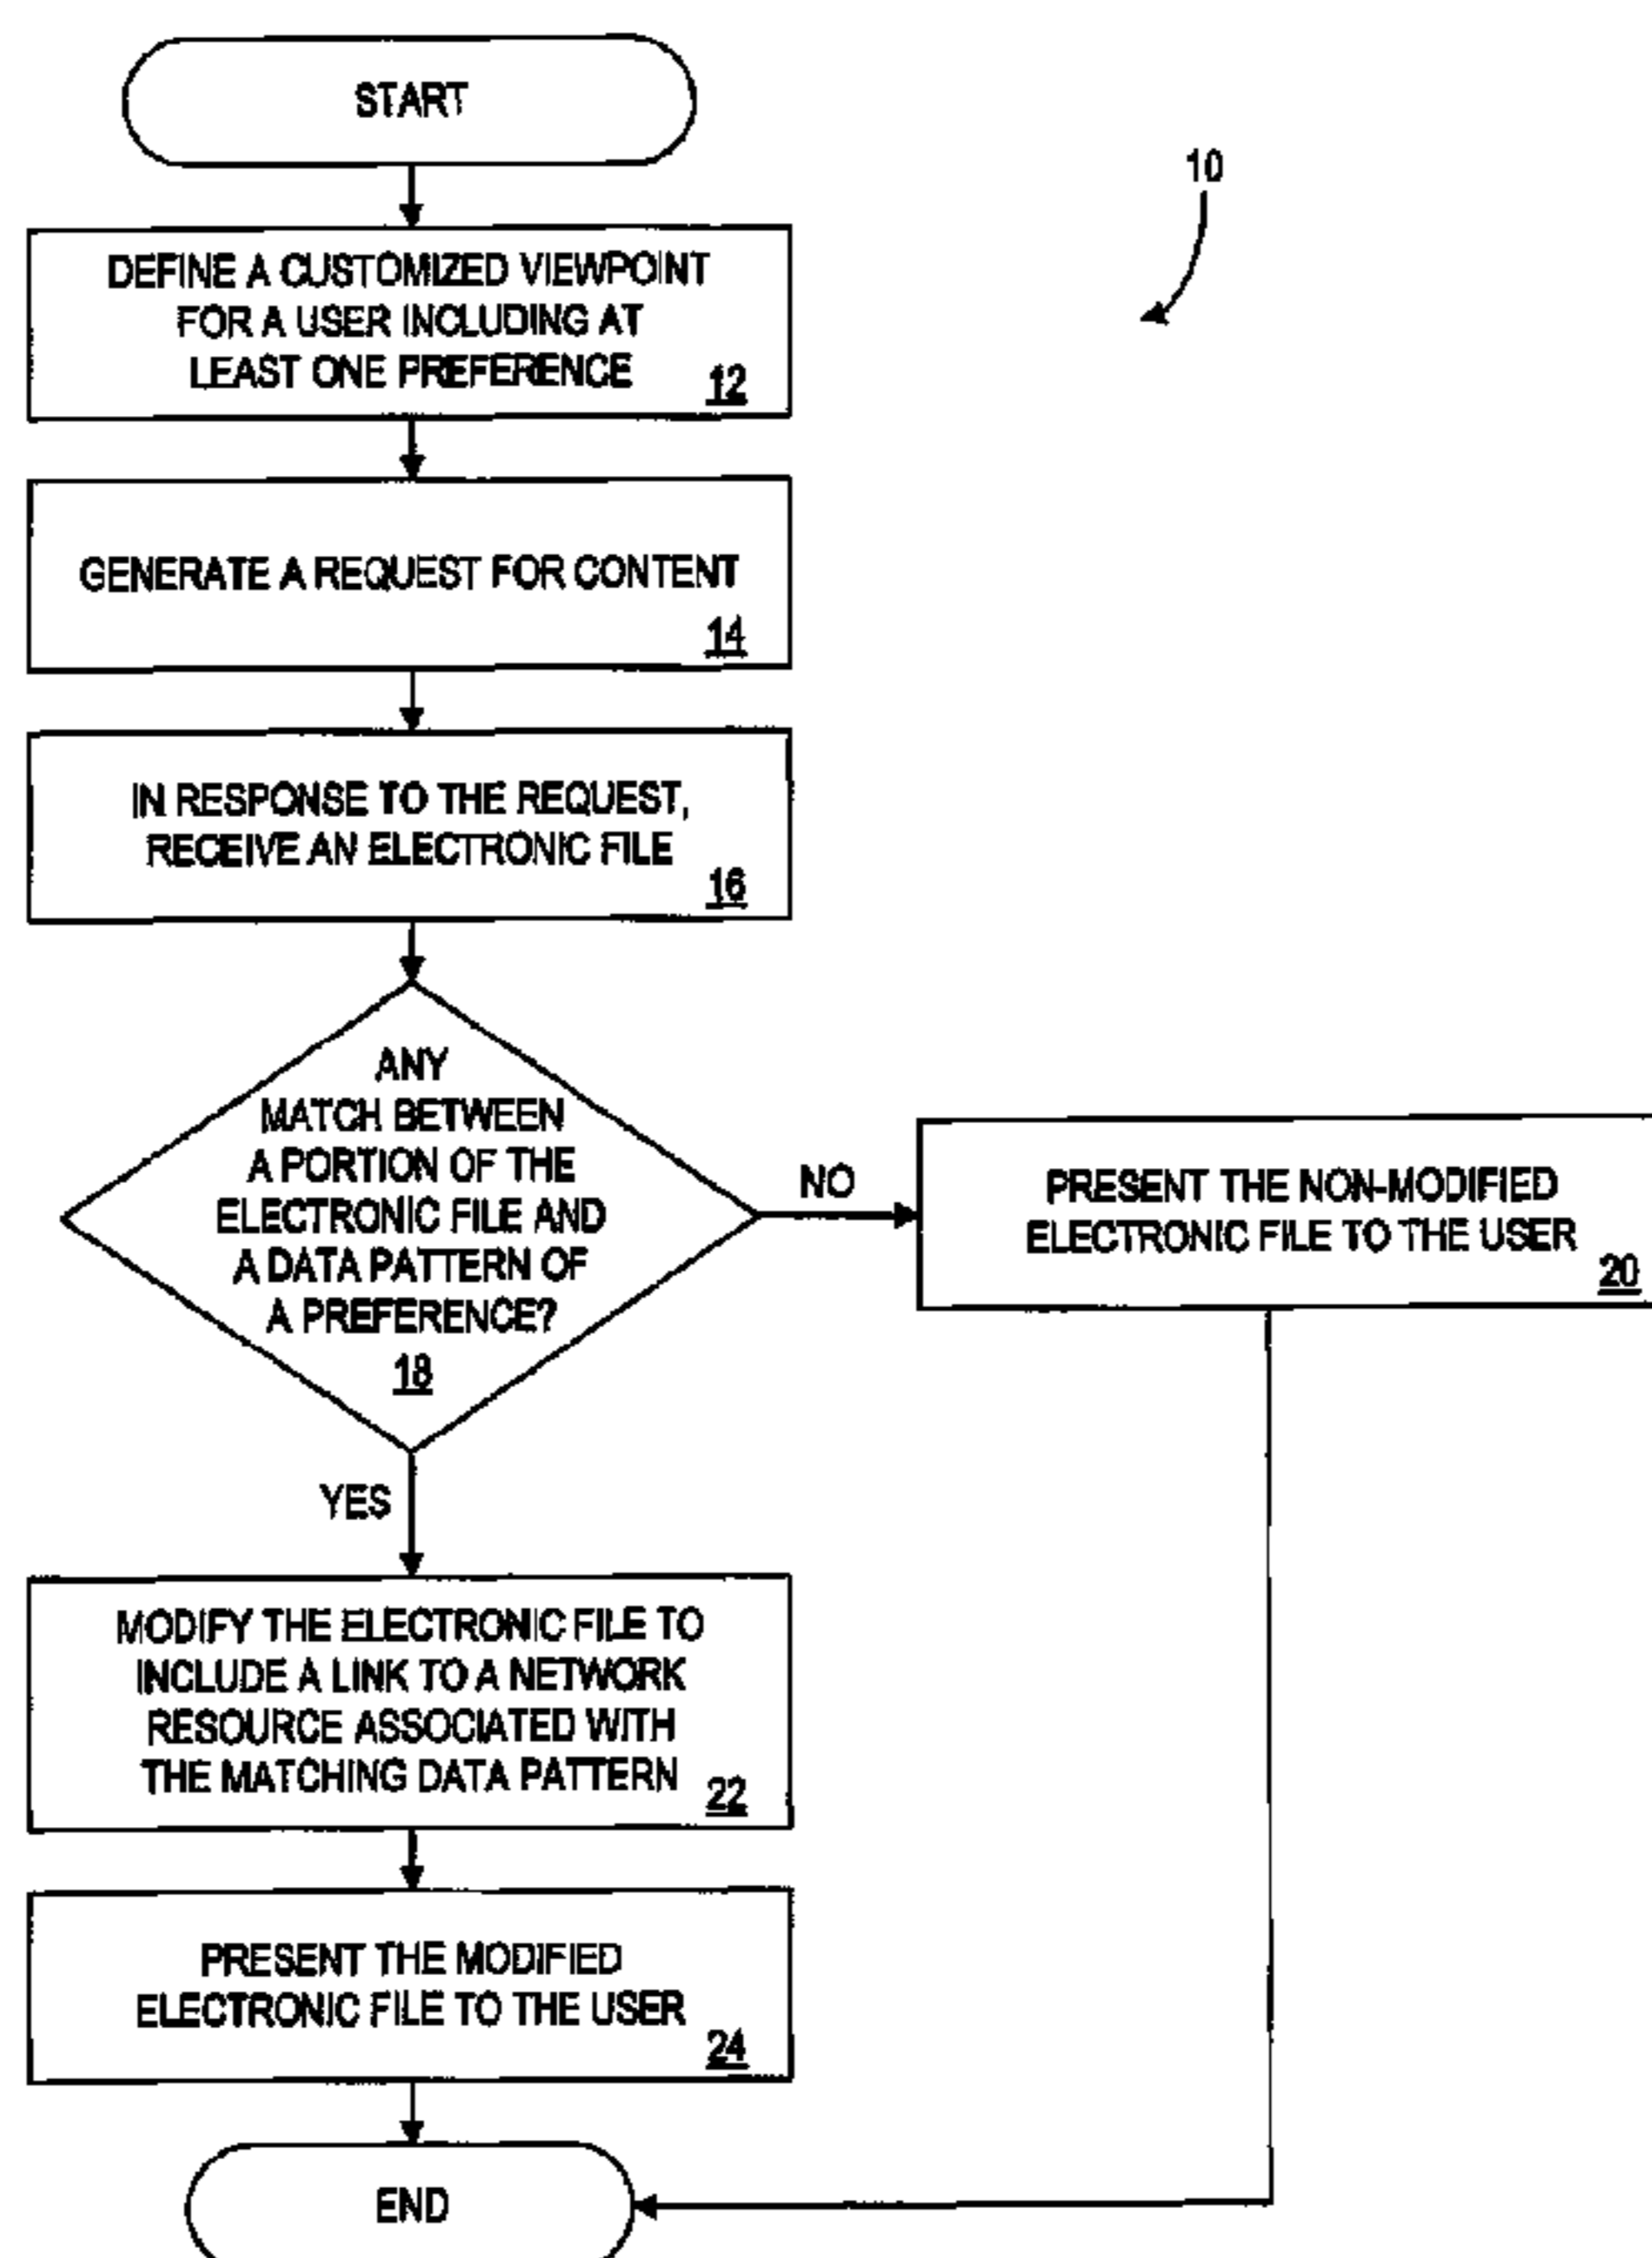 START
10
DEFINE A CUSTOMIZED VIEWPOINT
FOR A USER INCLUDING AT
LEAST ONE PREFERENCE
12
GENERATE A REQUEST FOR CONTENT
14
IN RESPONSE TO THE REQUEST,
RECEIVE AN ELECTRONIC FILE
16
ANY
MATCH BETWEEN
A PORTION OF THE
ELECTRONIC FILE AND
A DATA PATTERN OF
A PREFERENCE?
18
NO
PRESENT THE NON-MODIFIED
ELECTRONIC FILE TO THE USER
20
YES
MODIFY THE ELECTRONIC FILE TO
INCLUDE A LINK TO A NETWORK
RESOURCE ASSOCIATED WITH
THE MATCHING DATA PATTERN
22
PRESENT THE MODIFIED
ELECTRONIC FILE TO THE USER
24
END